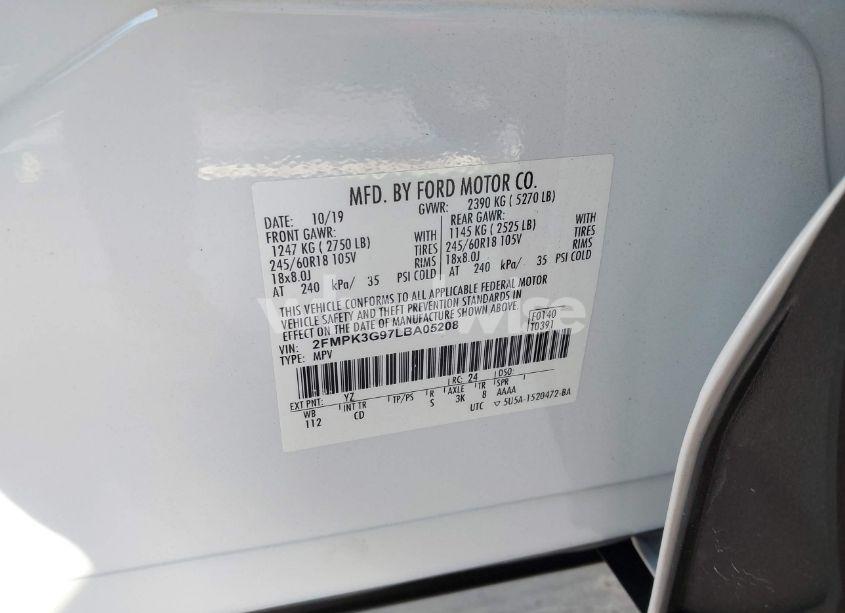 MFD. BY FORD MOTOR CO.
DATE: 10/19 GVWR: 2390 KG ( 5270 LB)
FRONT GAWR: REAR GAWR:
1247 KG ( 2750 LB) WITH 1145 KG ( 2525 LB) WITH
245/60R18 105V TIRES 245/60R18 105V TIRES
18x8.0J RIMS 18x8.0J RIMS
AT 240 kPa/ 35 PSI COLD AT 240 kPa/ 35 PSI COLD
THIS VEHICLE CONFORMS TO ALL APPLICABLE FEDERAL MOTOR
VEHICLE SAFETY AND THEFT PREVENTION STANDARDS IN
EFFECT ON THE DATE OF MANUFACTURE SHOWN ABOVE.
VIN: 2FMPK3G97LBA05208 F0140
TYPE: MPV T0391
EXT PNT: YZ RC: 24 DSO:
WB INT TR TP/PS R AXLE TR SPR
112 CD S 3K 8 AAAA
UTC ▽ 5U5A-1520472-BA